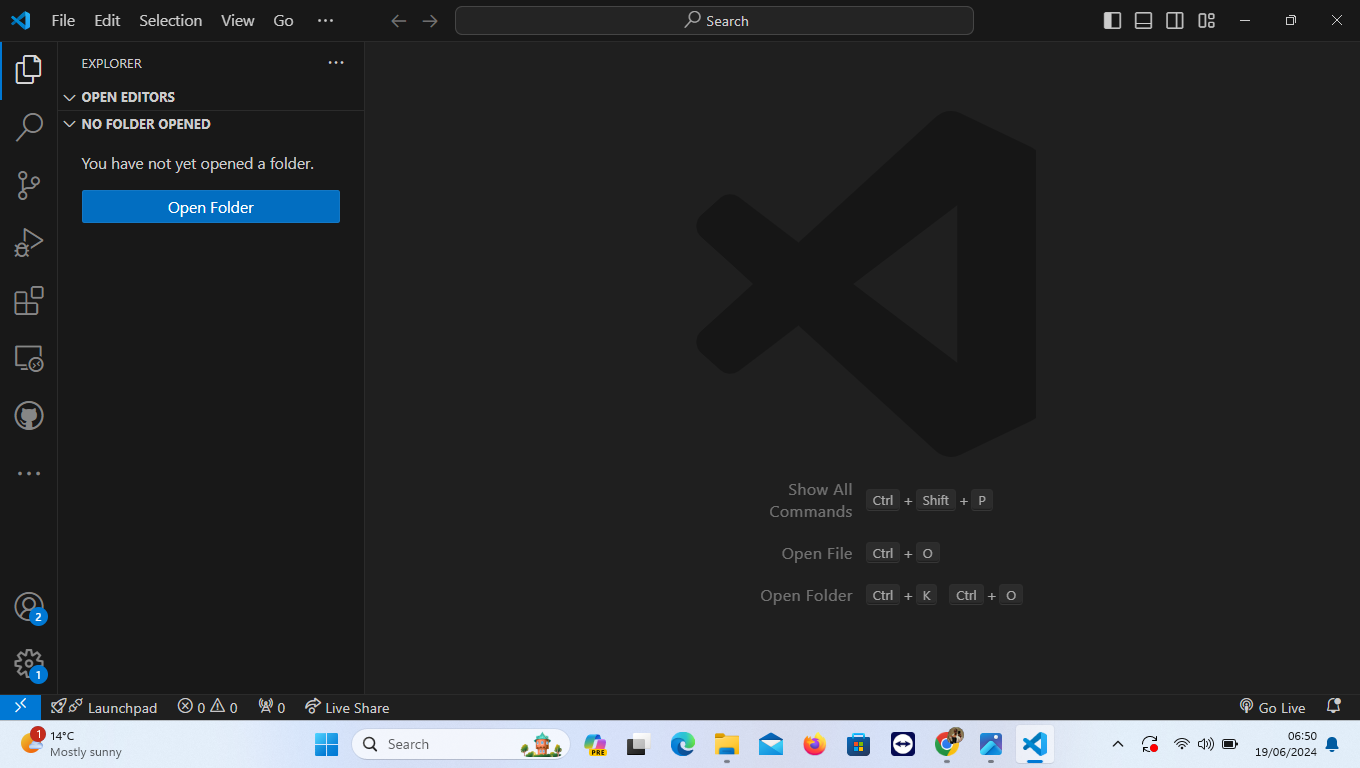 File Edit Selection View Go ··· Search
EXPLORER ···
OPEN EDITORS
NO FOLDER OPENED
You have not yet opened a folder.
Open Folder
Show All
Commands Ctrl + Shift + P
Open File Ctrl + O
Open Folder Ctrl + K Ctrl + O
2
1
Launchpad 0 0 0 Live Share Go Live
1 14°C
Mostly sunny
Search
PRE
06:50
19/06/2024